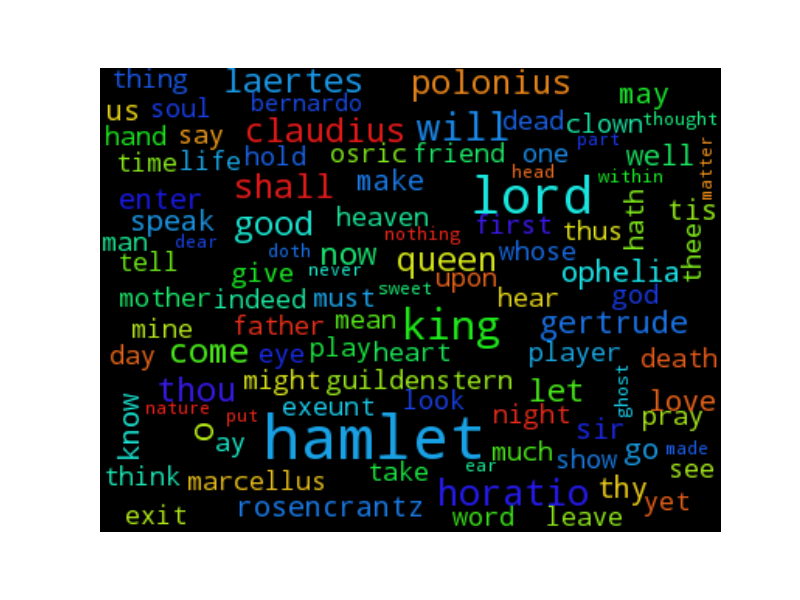 thing laertes polonius may
us soul bernardo
hand say claudius will dead clown thought
time life hold osric friend one part well matter
enter shall make lord head within
speak good heaven first thus hath tis
man dear doth nothing whose thee
tell give never now queen upon ophelia
mother indeed must sweet hear god
mine father mean king gertrude
day come eye play heart player death
thou might guildenstern let ghost love
know nature put exeunt look night sir pray
o ay hamlet much show go made
think marcellus take ear see
rosencrantz horatio thy yet
exit word leave